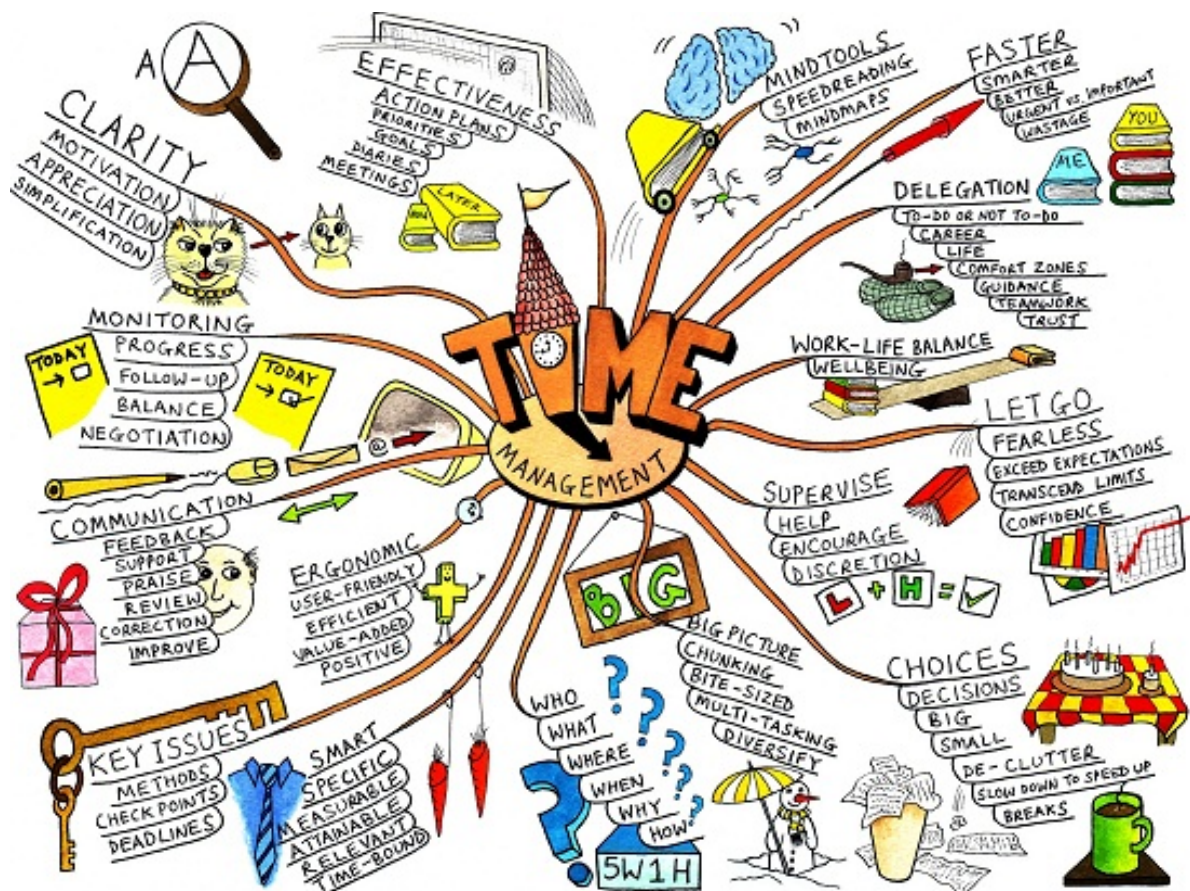 TIME
MANAGEMENT
A A
CLARITY
MOTIVATION
APPRECIATION
SIMPLIFICATION
EFFECTIVENESS
ACTION PLANS
PRIORITIES
GOALS
DIARIES
MEETINGS
LATER
MINDTOOLS
SPEEDREADING
MINDMAPS
FASTER
SMARTER
BETTER
URGENT VS. IMPORTANT
WASTAGE
YOU
ME
DELEGATION
TO-DO OR NOT TO-DO
CAREER
LIFE
COMFORT ZONES
GUIDANCE
TEAMWORK
TRUST
WORK-LIFE BALANCE
WELLBEING
LET GO
FEARLESS
EXCEED EXPECTATIONS
TRANSCEND LIMITS
CONFIDENCE
SUPERVISE
HELP
ENCOURAGE
DISCRETION
L + H =
CHOICES
DECISIONS
BIG
SMALL
DE-CLUTTER
SLOW DOWN TO SPEED UP
BREAKS
@
BIG
BIG PICTURE
CHUNKING
BITE-SIZED
MULTI-TASKING
DIVERSIFY
WHO
WHAT
WHERE
WHEN
WHY
HOW
? ? ? ? ? ? ?
5W1H
SMART
SPECIFIC
MEASURABLE
ATTAINABLE
RELEVANT
TIME-BOUND
KEY ISSUES
METHODS
CHECKPOINTS
DEADLINES
ERGONOMIC
USER-FRIENDLY
EFFICIENT
VALUE-ADDED
POSITIVE
COMMUNICATION
FEEDBACK
SUPPORT
PRAISE
REVIEW
CORRECTION
IMPROVE
@
MONITORING
PROGRESS
FOLLOW-UP
BALANCE
NEGOTIATION
TODAY
TODAY